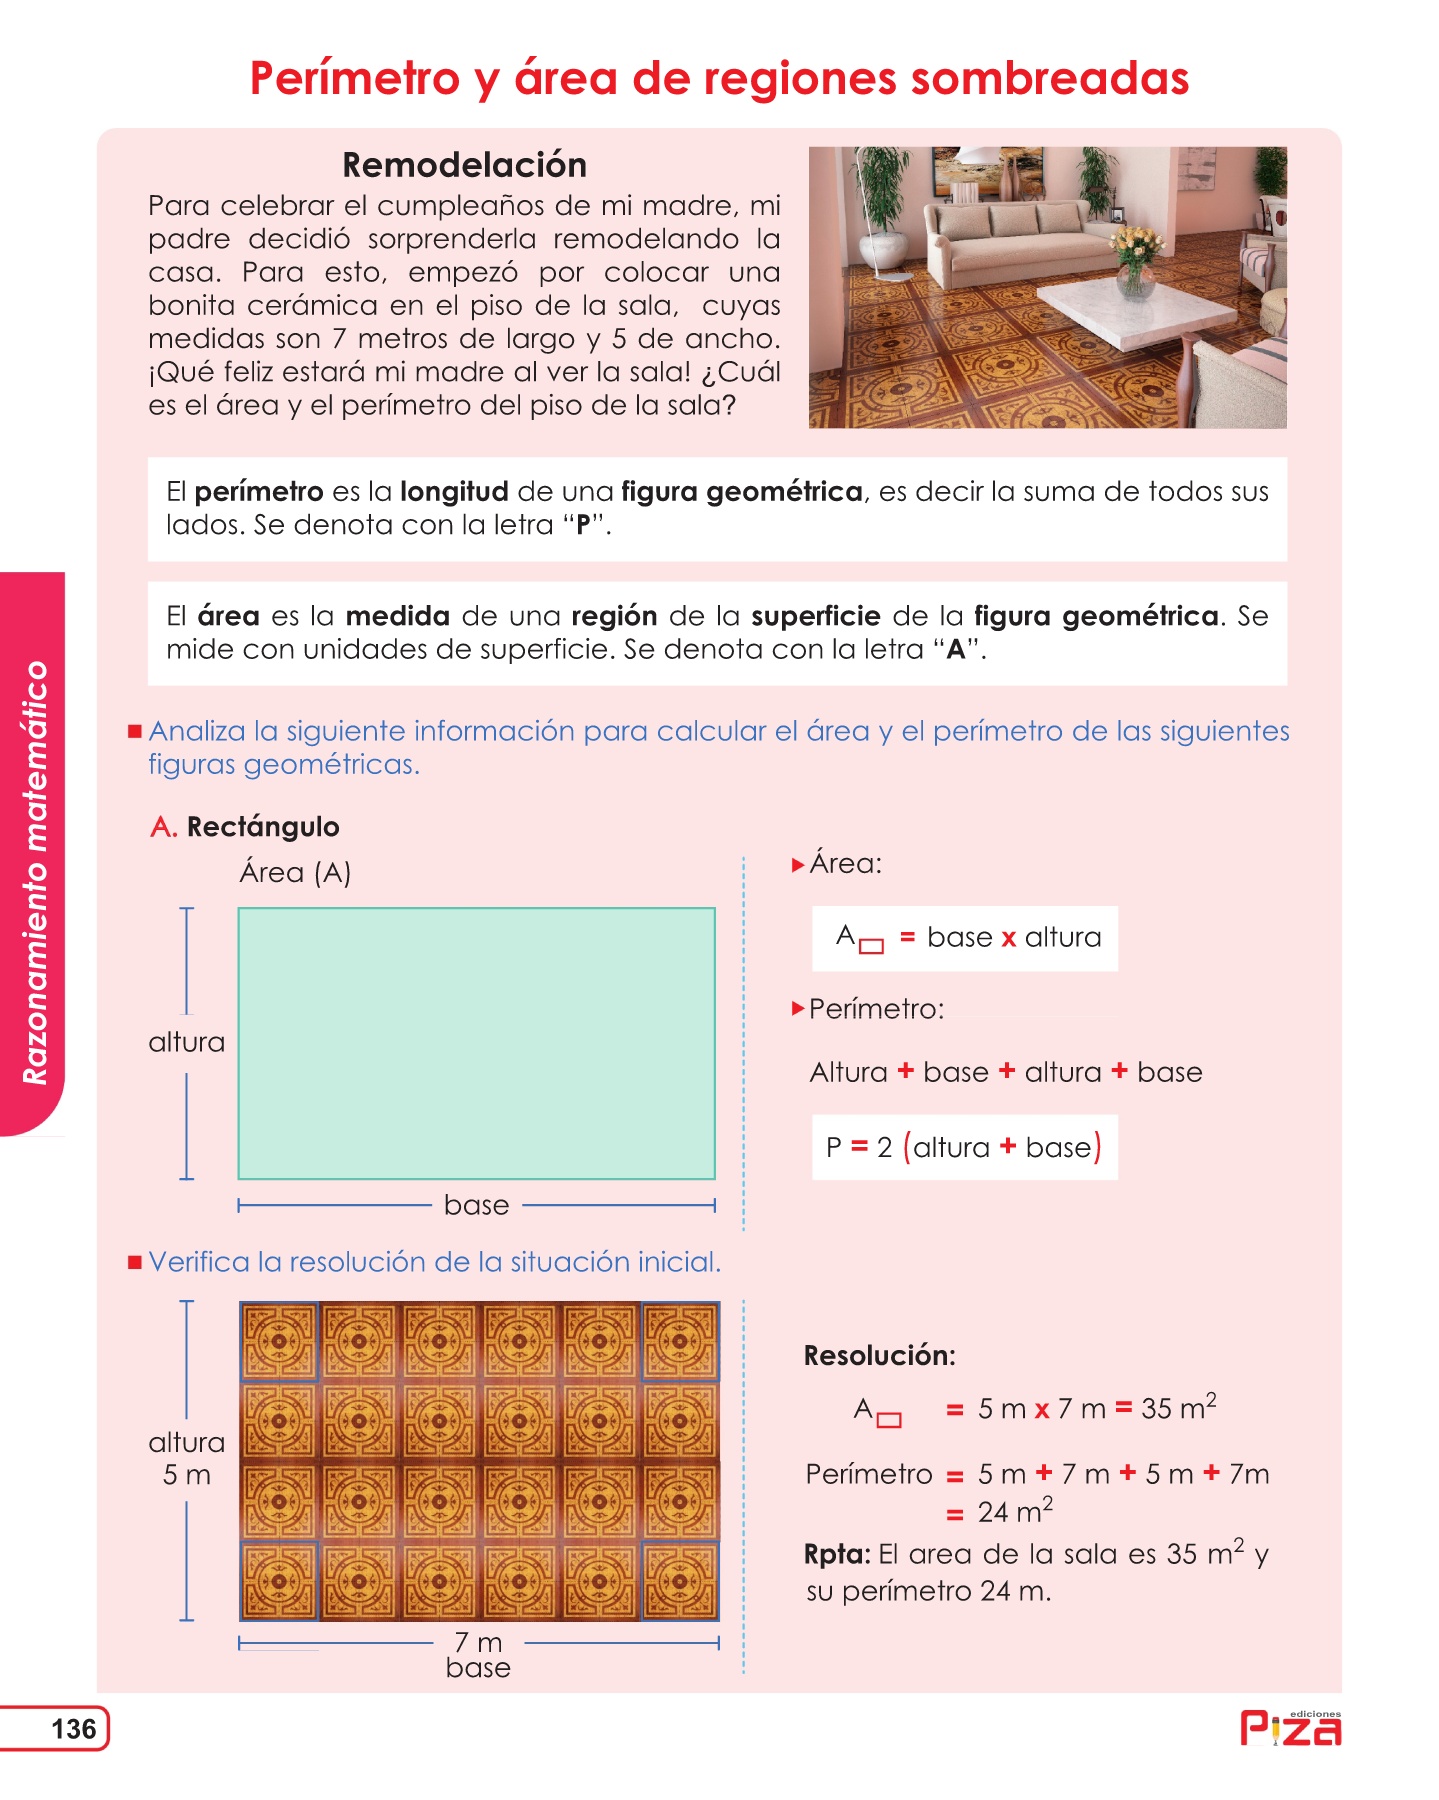 Perímetro y área de regiones sombreadas
Remodelación
Para celebrar el cumpleaños de mi madre, mi
padre decidió sorprenderla remodelando la
casa. Para esto, empezó por colocar una
bonita cerámica en el piso de la sala, cuyas
medidas son 7 metros de largo y 5 de ancho.
¡Qué feliz estará mi madre al ver la sala! ¿Cuál
es el área y el perímetro del piso de la sala?
El perímetro es la longitud de una figura geométrica, es decir la suma de todos sus
lados. Se denota con la letra “P”.
El área es la medida de una región de la superficie de la figura geométrica. Se
mide con unidades de superficie. Se denota con la letra “A”.
Razonamiento matemático
Analiza la siguiente información para calcular el área y el perímetro de las siguientes
figuras geométricas.
A. Rectángulo
Área (A)
altura
base
Área:
A▭ = base x altura
Perímetro:
Altura + base + altura + base
P = 2 (altura + base)
Verifica la resolución de la situación inicial.
altura
5 m
7 m
base
Resolución:
A▭ = 5 m x 7 m = 35 m²
Perímetro = 5 m + 7 m + 5 m + 7m
= 24 m²
Rpta: El area de la sala es 35 m² y
su perímetro 24 m.
136
ediciones
Piza